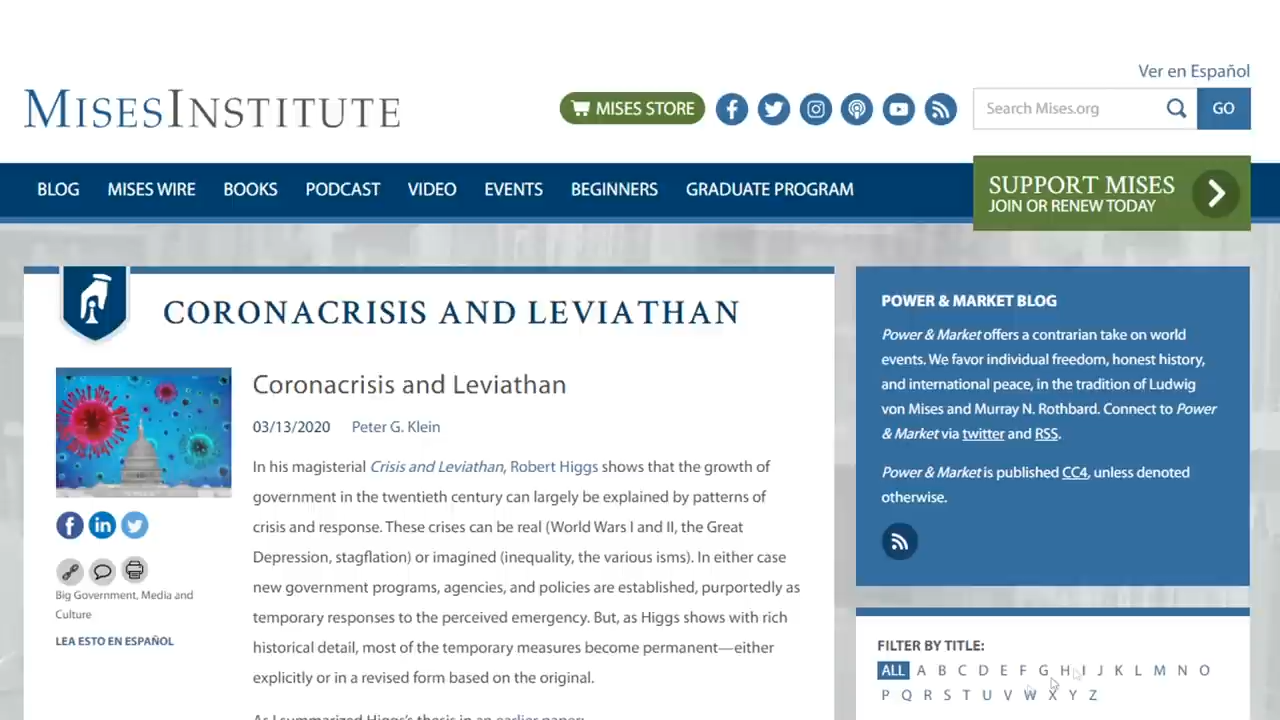 Ver en Español
MISESINSTITUTE
MISES STORE
Search Mises.org
GO
BLOG MISES WIRE BOOKS PODCAST VIDEO EVENTS BEGINNERS GRADUATE PROGRAM
SUPPORT MISES
JOIN OR RENEW TODAY
CORONACRISIS AND LEVIATHAN
Coronacrisis and Leviathan
03/13/2020 Peter G. Klein
In his magisterial Crisis and Leviathan, Robert Higgs shows that the growth of
government in the twentieth century can largely be explained by patterns of
crisis and response. These crises can be real (World Wars I and II, the Great
Depression, stagflation) or imagined (inequality, the various isms). In either case
new government programs, agencies, and policies are established, purportedly as
temporary responses to the perceived emergency. But, as Higgs shows with rich
historical detail, most of the temporary measures become permanent—either
explicitly or in a revised form based on the original.
As I summarized Higgs's thesis in an earlier paper:
Big Government, Media and
Culture
LEA ESTO EN ESPAÑOL
POWER & MARKET BLOG
Power & Market offers a contrarian take on world
events. We favor individual freedom, honest history,
and international peace, in the tradition of Ludwig
von Mises and Murray N. Rothbard. Connect to Power
& Market via twitter and RSS.
Power & Market is published CC4, unless denoted
otherwise.
FILTER BY TITLE:
ALL A B C D E F G H I J K L M N O
P Q R S T U V W X Y Z